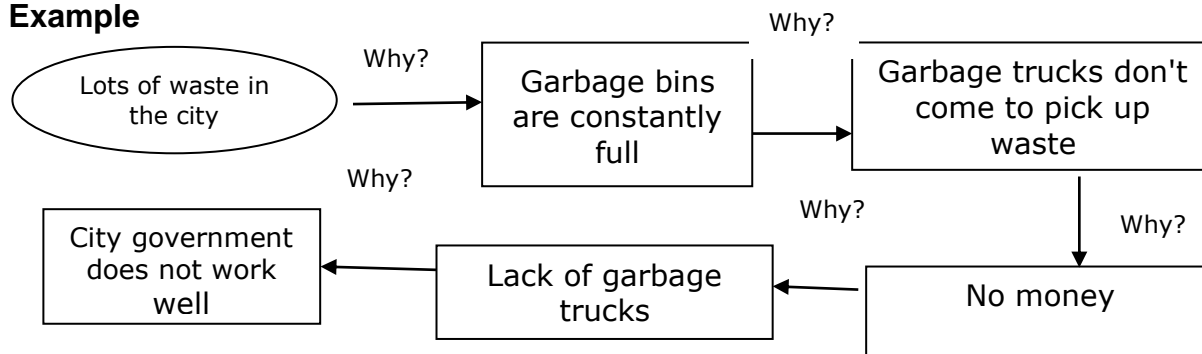 Example
Lots of waste in
the city
Why?
Garbage bins
are constantly
full
Why?
Garbage trucks don't
come to pick up
waste
Why?
No money
Why?
Lack of garbage
trucks
Why?
City government
does not work
well